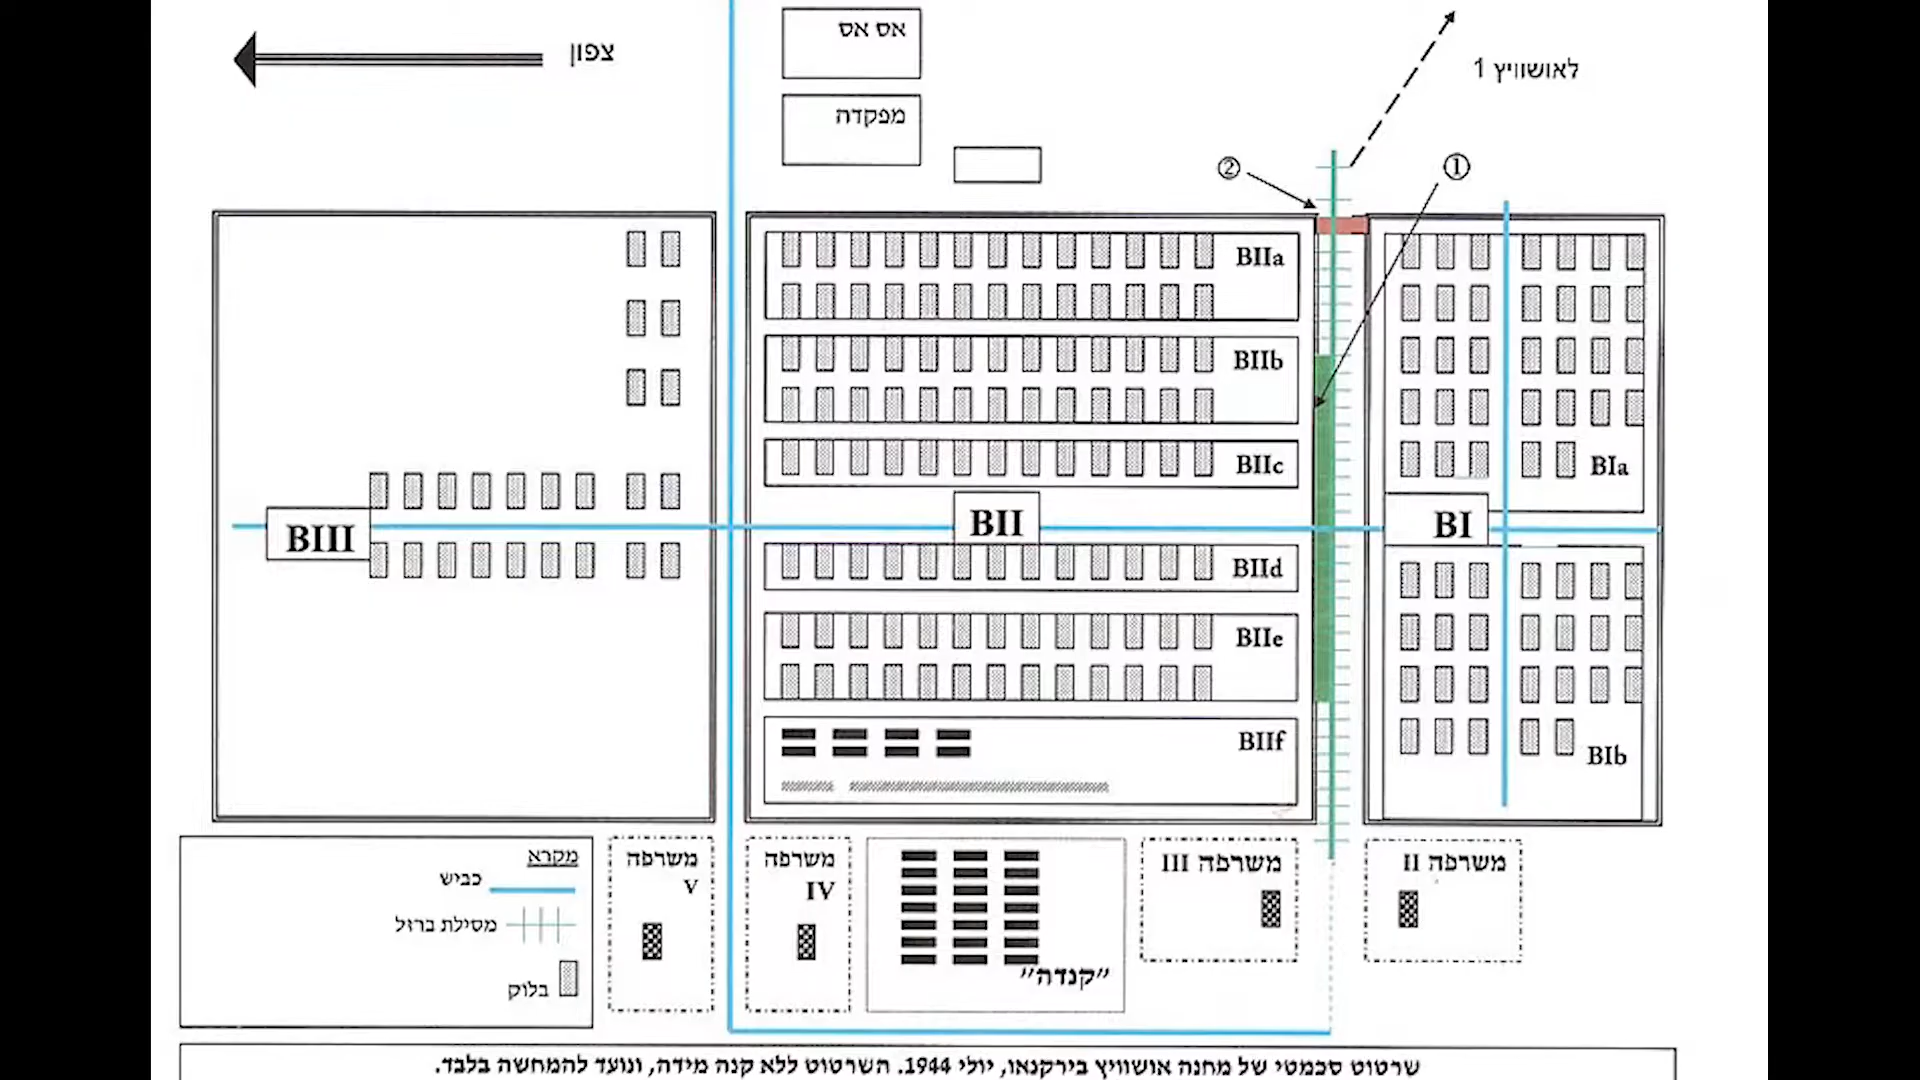 צפון
אס אס
מפקדה
לאושוויץ 1
②
①
BIIa
BIIb
BIIc
BIa
BIII
BII
BI
BIId
BIIe
BIIf
BIb
מקרא
כביש
מסילת ברזל
בלוק
משרפה
V
משרפה
IV
"קנדה"
משרפה III
משרפה II
שרטוט סכמטי של מחנה אושוויץ בירקנאו, יולי 1944. השרטוט ללא קנה מידה, ונועד להמחשה בלבד.